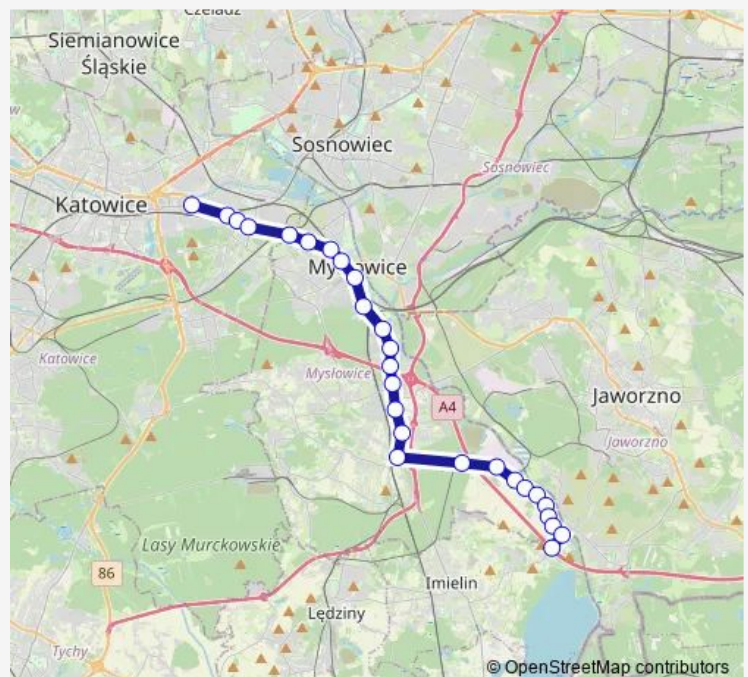 Czeladź
Siemianowice
Śląskie
Sosnowiec
Sosnowiec
Katowice
Mysłowice
Katowice
Mysłowice
A4
Jaworzno
Jaworzno
Lasy Murckowskie
86
Imielin
Lędziny
Tychy
© OpenStreetMap contributors